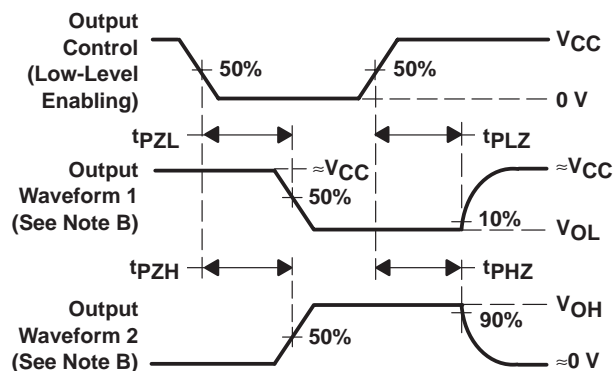 Output
Control
(Low-Level
Enabling)
50%
50%
VCC
0 V
tPZL
tPLZ
Output
Waveform 1
(See Note B)
≈VCC
50%
≈VCC
10%
VOL
tPZH
tPHZ
Output
Waveform 2
(See Note B)
50%
VOH
90%
≈0 V